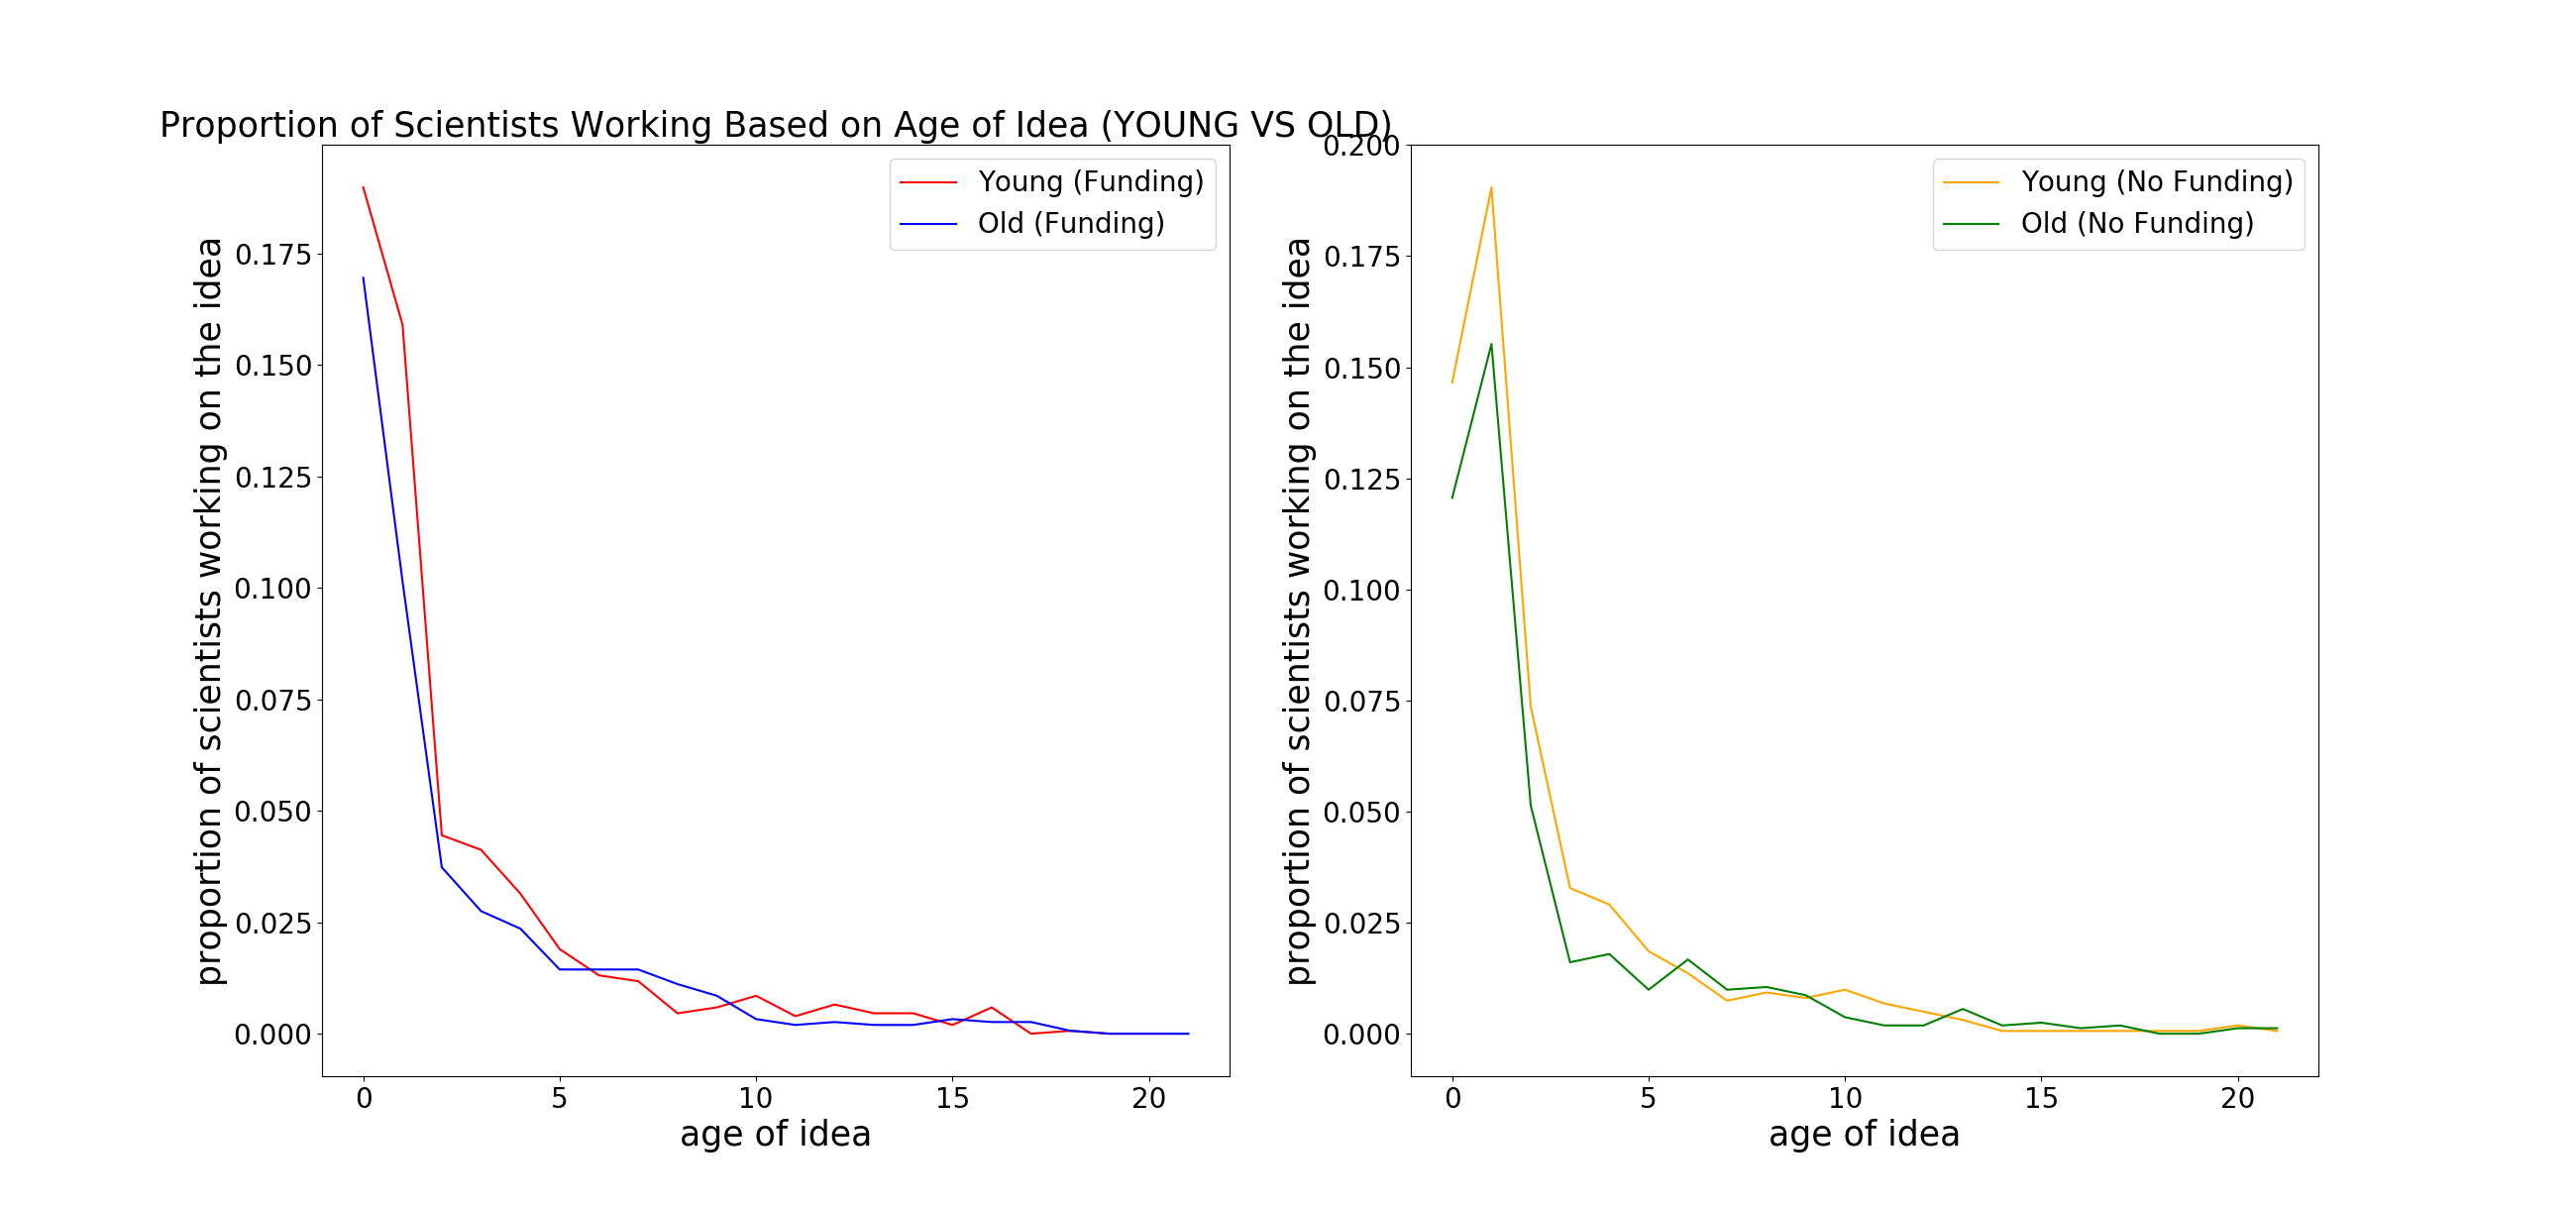 Proportion of Scientists Working Based on Age of Idea (YOUNG VS OLD)
proportion of scientists working on the idea
0.175
0.150
0.125
0.100
0.075
0.050
0.025
0.000
Young (Funding)
Old (Funding)
0 5 10 15 20
age of idea
proportion of scientists working on the idea
0.200
0.175
0.150
0.125
0.100
0.075
0.050
0.025
0.000
Young (No Funding)
Old (No Funding)
0 5 10 15 20
age of idea